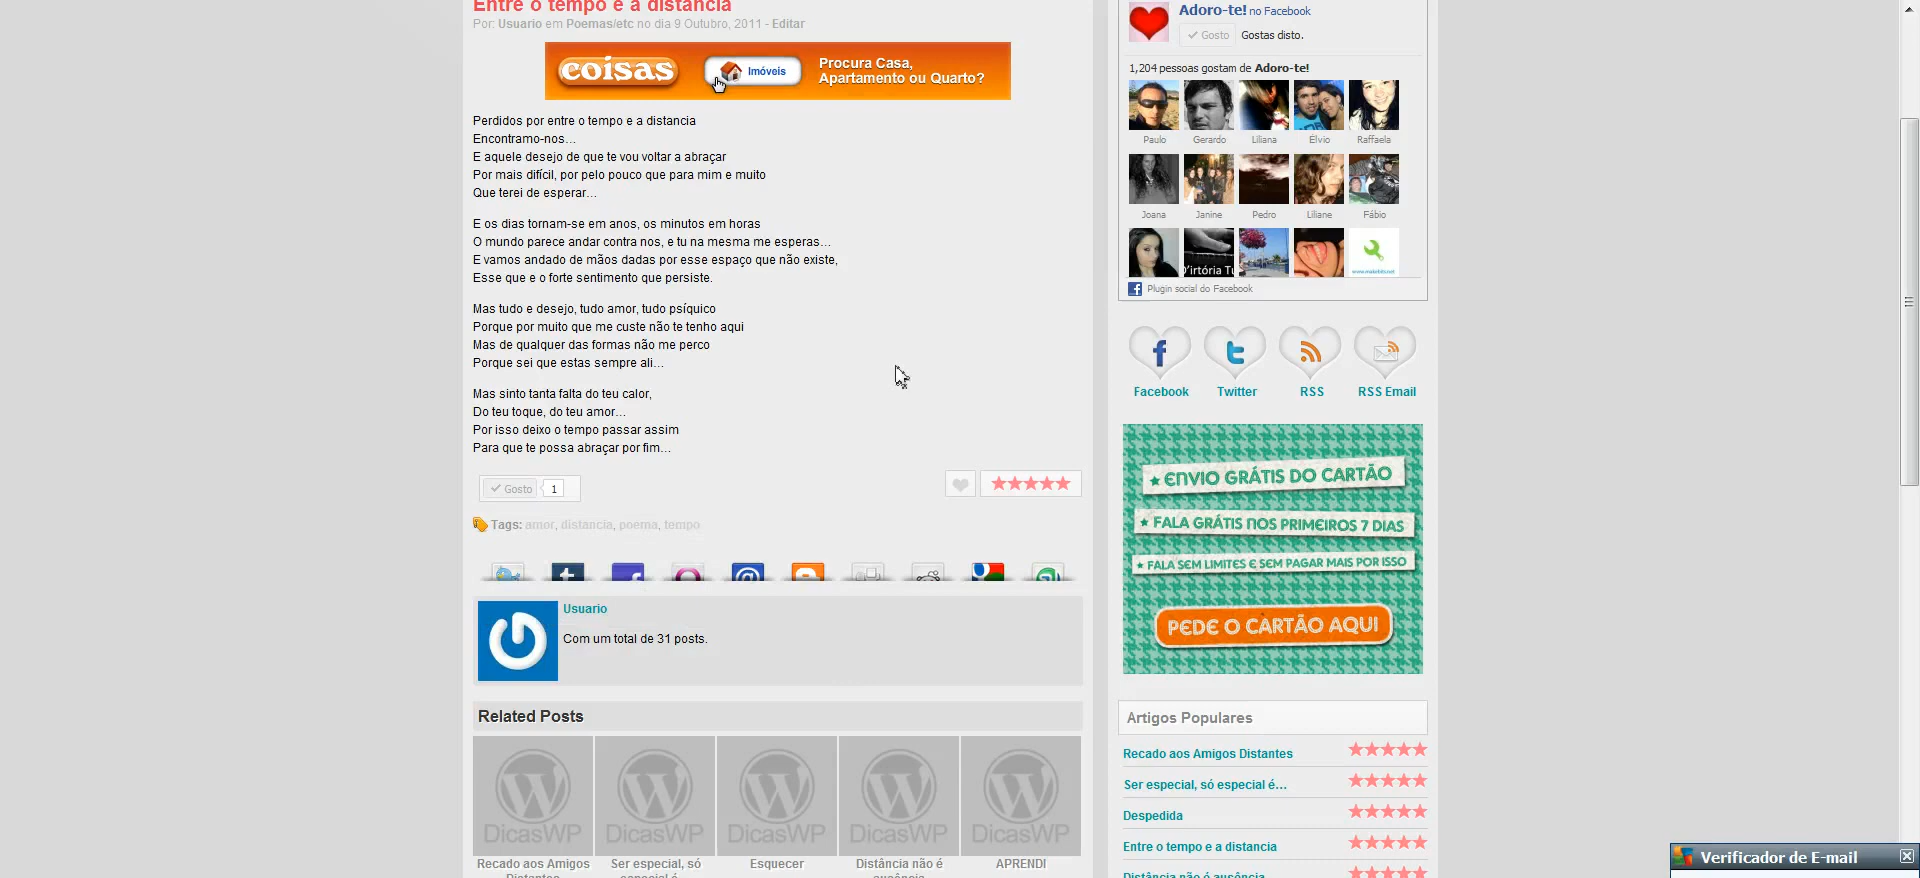 Entre o tempo e a distancia
Por: Usuario em Poemas/etc no dia 9 Outubro, 2011 - Editar
coisas
Imóveis
Procura Casa,
Apartamento ou Quarto?
Perdidos por entre o tempo e a distancia
Encontramo-nos...
E aquele desejo de que te vou voltar a abraçar
Por mais difícil, por pelo pouco que para mim e muito
Que terei de esperar...
E os dias tornam-se em anos, os minutos em horas
O mundo parece andar contra nos, e tu na mesma me esperas...
E vamos andado de mãos dadas por esse espaço que não existe,
Esse que e o forte sentimento que persiste.
Mas tudo e desejo, tudo amor, tudo psíquico
Porque por muito que me custe não te tenho aqui
Mas de qualquer das formas não me perco
Porque sei que estas sempre ali...
Mas sinto tanta falta do teu calor,
Do teu toque, do teu amor...
Por isso deixo o tempo passar assim
Para que te possa abraçar por fim...
Gosto 1
Tags: amor, distancia, poema, tempo
Usuario
Com um total de 31 posts.
Related Posts
DicasWP DicasWP DicasWP DicasWP DicasWP
Recado aos Amigos Distantes
Ser especial, só especial é...
Esquecer
Distância não é ausência
APRENDI
Adoro-te! no Facebook
Gosto Gostas disto.
1,204 pessoas gostam de Adoro-te!
Paulo Gerardo Liliana Élvio Raffaela
Joana Janine Pedro Liliane Fábio
D'irtória Tu
www.makefeito.net
Plugin social do Facebook
Facebook Twitter RSS RSS Email
ENVIO GRÁTIS DO CARTÃO
FALA GRÁTIS NOS PRIMEIROS 7 DIAS
FALA SEM LIMITES E SEM PAGAR MAIS POR ISSO
PEDE O CARTÃO AQUI
Artigos Populares
Recado aos Amigos Distantes
Ser especial, só especial é...
Despedida
Entre o tempo e a distancia
Distância não é ausência
Verificador de E-mail